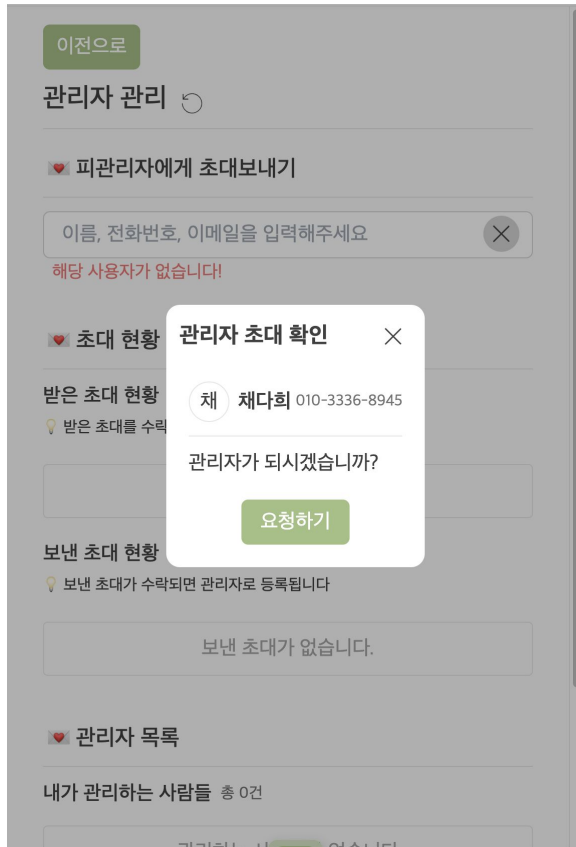 이전으로
관리자 관리
피관리자에게 초대보내기
이름, 전화번호, 이메일을 입력해주세요
해당 사용자가 없습니다!
관리자 초대 확인
초대 현황
채 채다희 010-3336-8945
받은 초대 현황
받은 초대를 수락
관리자가 되시겠습니까?
요청하기
보낸 초대 현황
보낸 초대가 수락되면 관리자로 등록됩니다
보낸 초대가 없습니다.
관리자 목록
내가 관리하는 사람들 총 0건